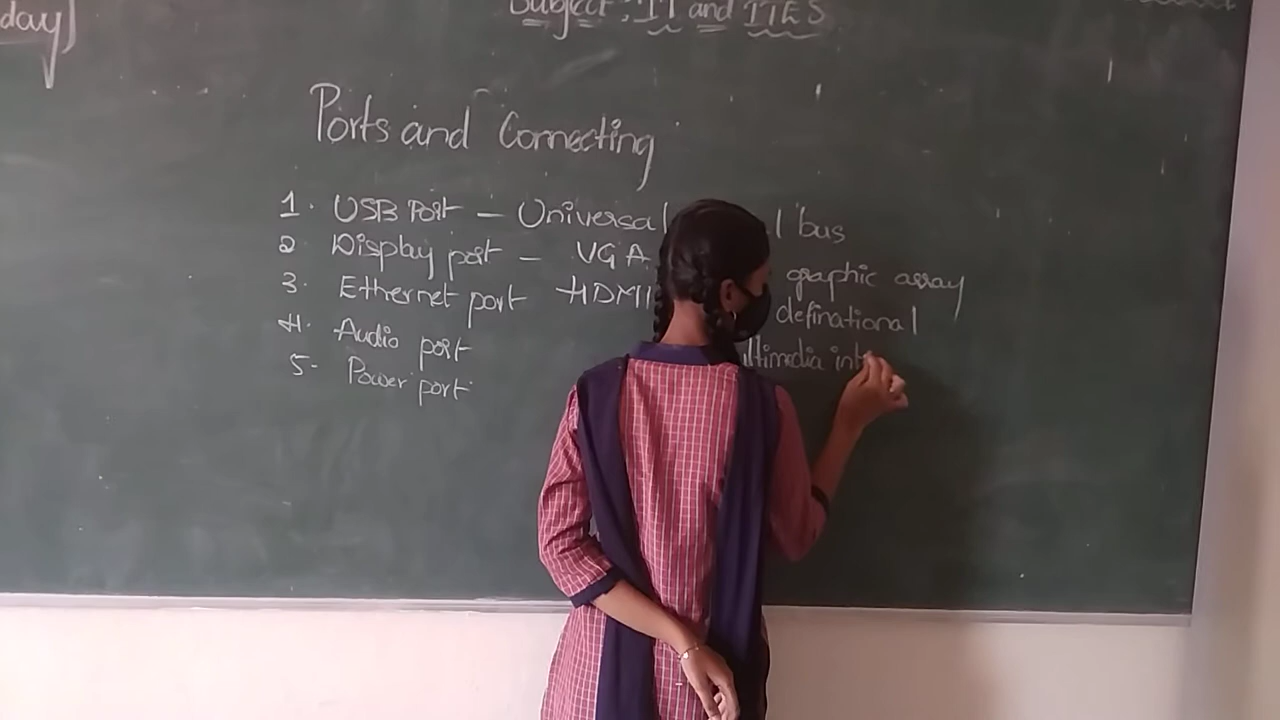 day)
Subject : IT and ITES
Ports and Connecting
1. USB Port – Universal bus
2. Display port – VGA graphic array
3. Ethernet port HDMI definational
4. Audio port ltimedia int
5. Power port